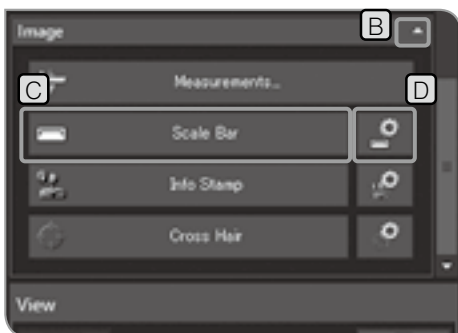 Image B
C Measurements... D
Scale Bar
Info Stamp
Cross Hair
View